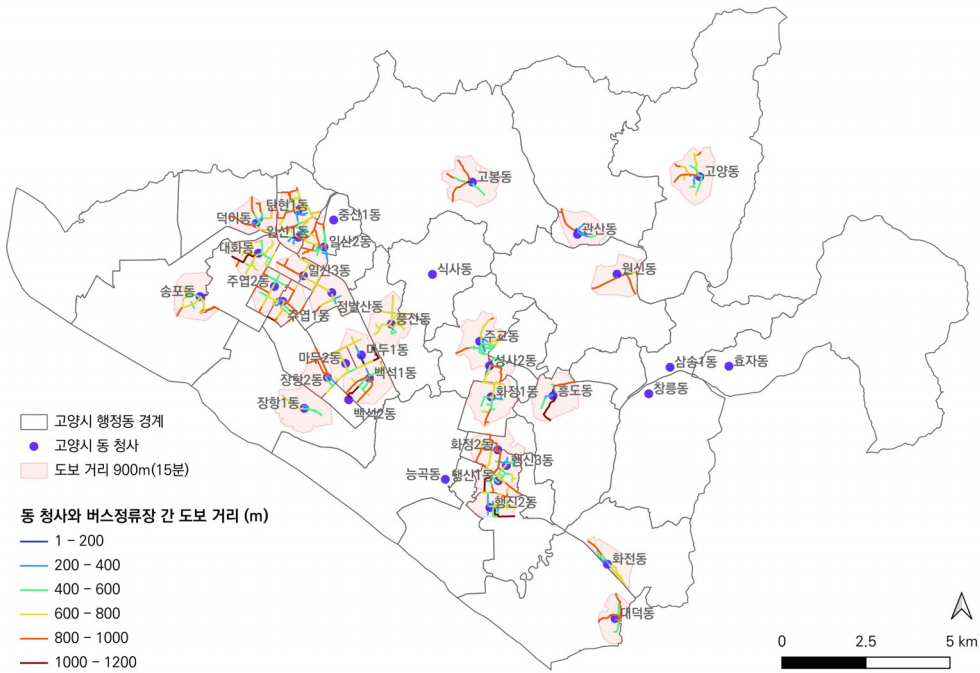 고봉동
고양동
탄현1동
덕이동
중산1동
일산1동
일산2동
관산동
대화동
식사동
원신동
일산3동
주엽2동
송포동
정발산동
주엽1동
풍산동
주교동
마두1동
마두2동
성사2동
삼송1동
효자동
백석1동
장항2동
창릉동
화정1동
흥도동
장항1동
백석2동
화정2동
행신3동
능곡동
행산1동
행신2동
화전동
대덕동
고양시 행정동 경계
고양시 동 청사
도보 거리 900m(15분)
동 청사와 버스정류장 간 도보 거리 (m)
1 – 200
200 – 400
400 – 600
600 – 800
800 – 1000
1000 – 1200
0 2.5 5 km